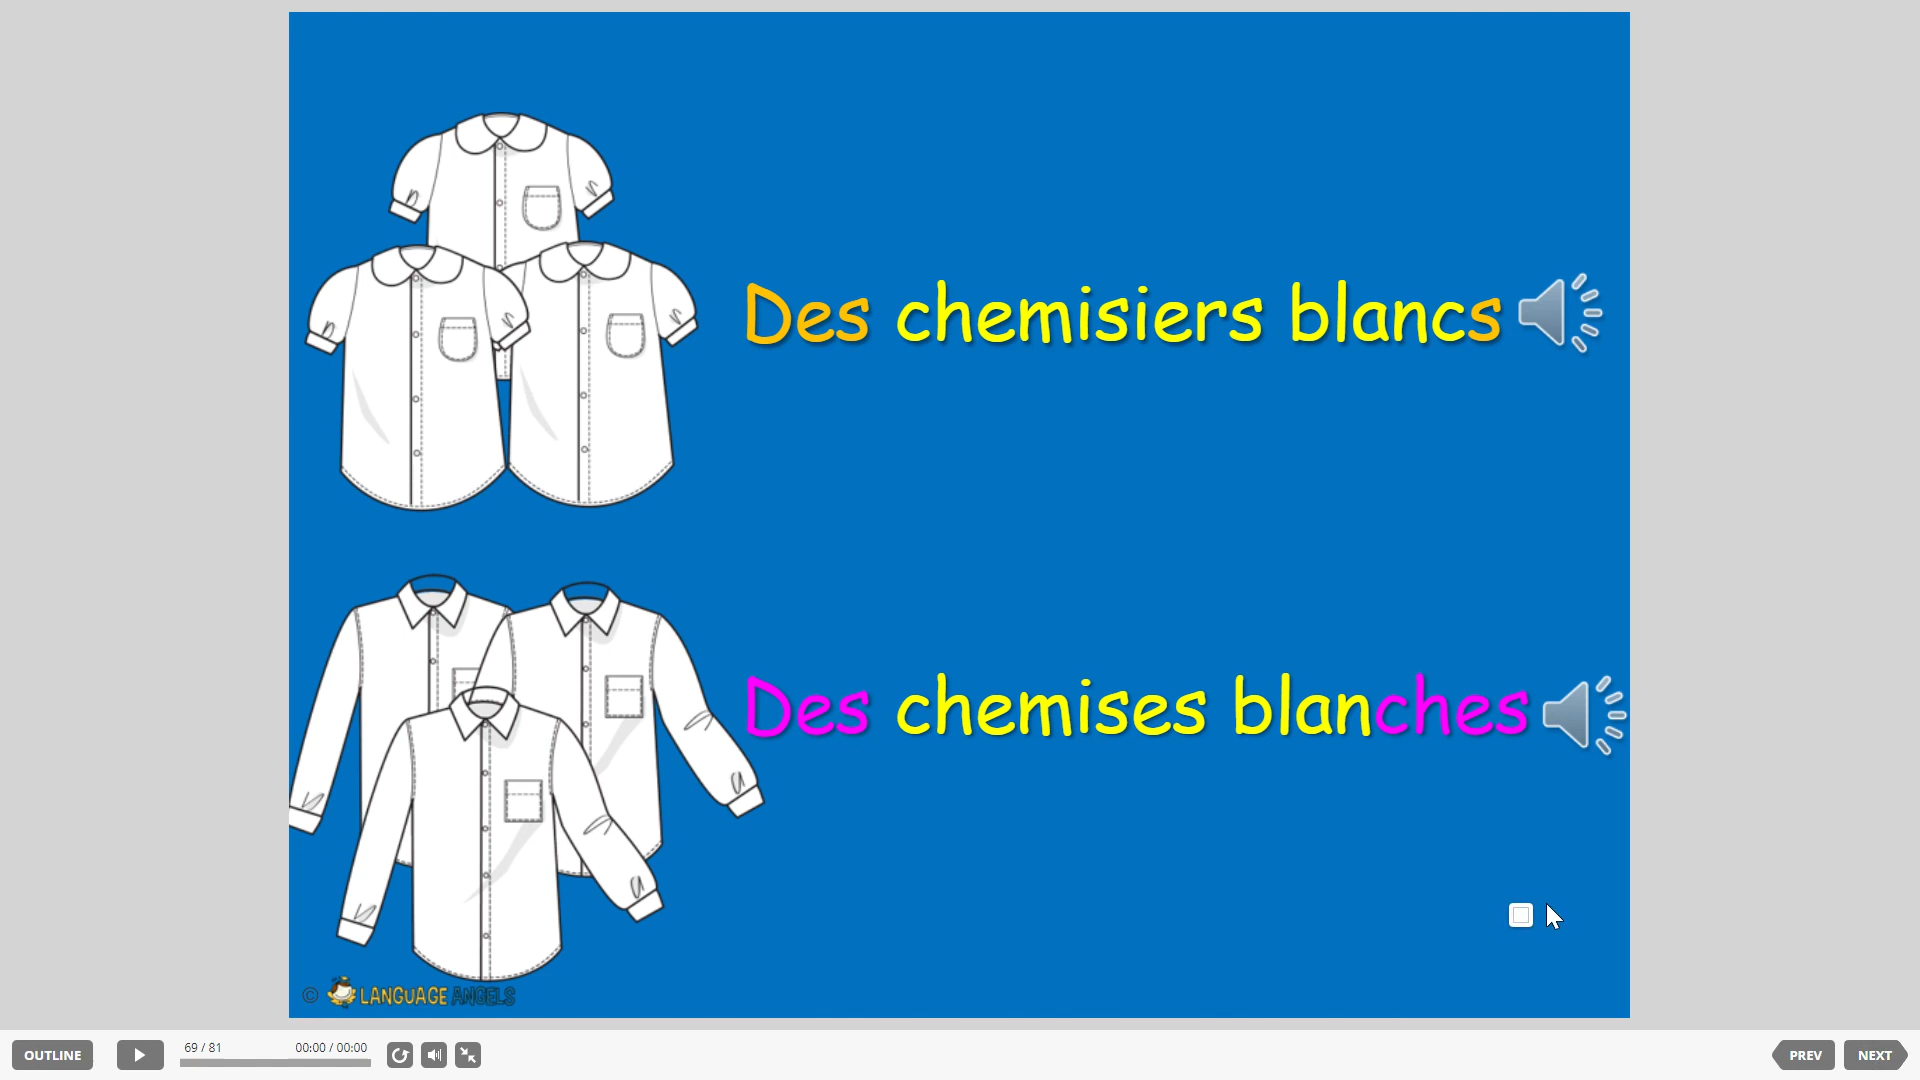 Des chemisiers blancs
Des chemises blanches
© LANGUAGE ANGELS
OUTLINE
69 / 81
00:00 / 00:00
PREV
NEXT